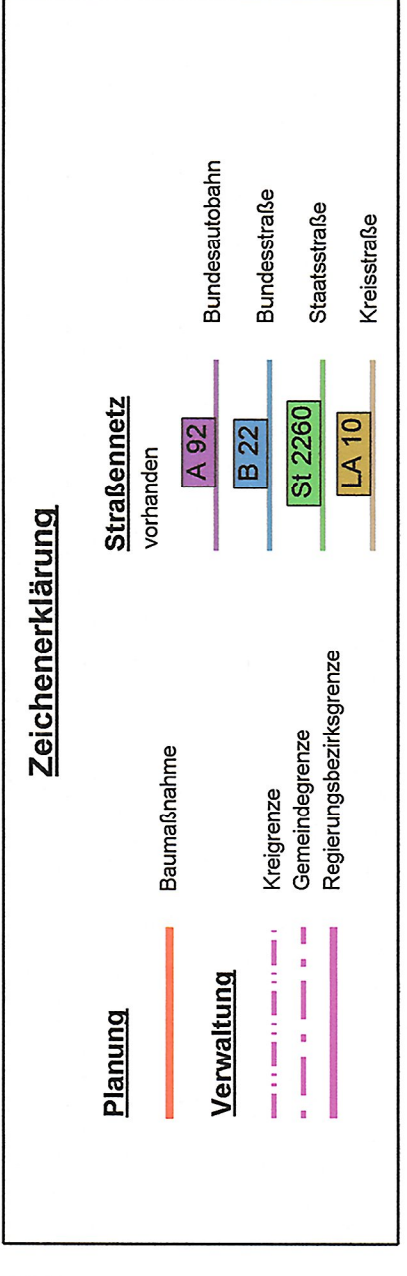 Zeichenerklärung
Planung
Baumaßnahme
Verwaltung
Kreigrenze
Gemeindegrenze
Regierungsbezirksgrenze
Straßennetz
vorhanden
A 92 Bundesautobahn
B 22 Bundesstraße
St 2260 Staatsstraße
LA 10 Kreisstraße